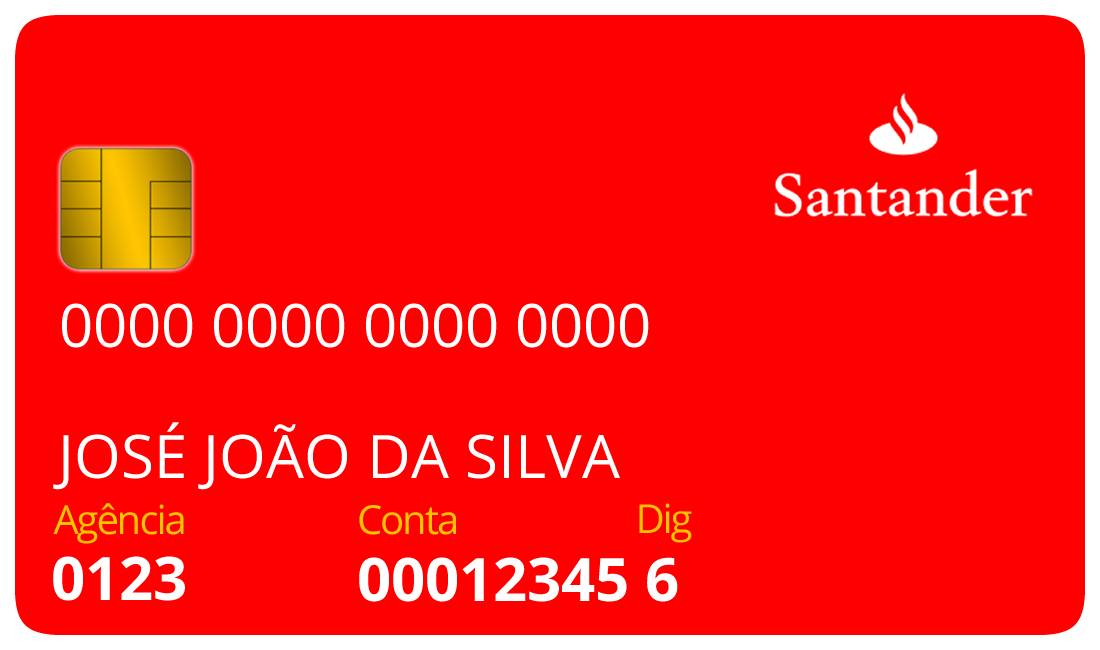 Santander
0000 0000 0000 0000
JOSÉ JOÃO DA SILVA
Agência Conta Dig
0123 00012345 6